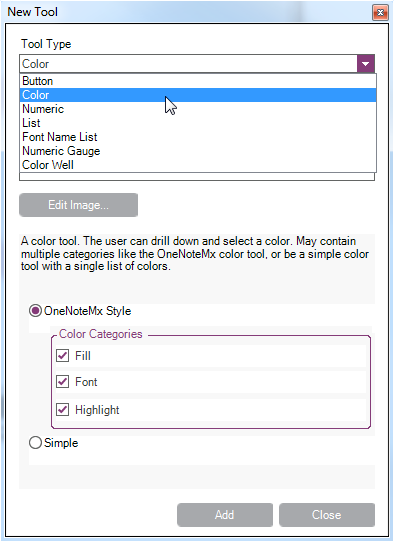 New Tool
Tool Type
Color
Button
Color
Numeric
List
Font Name List
Numeric Gauge
Color Well
Edit Image...
A color tool. The user can drill down and select a color. May contain
multiple categories like the OneNoteMx color tool, or be a simple color
tool with a single list of colors.
OneNoteMx Style
Color Categories
Fill
Font
Highlight
Simple
Add
Close